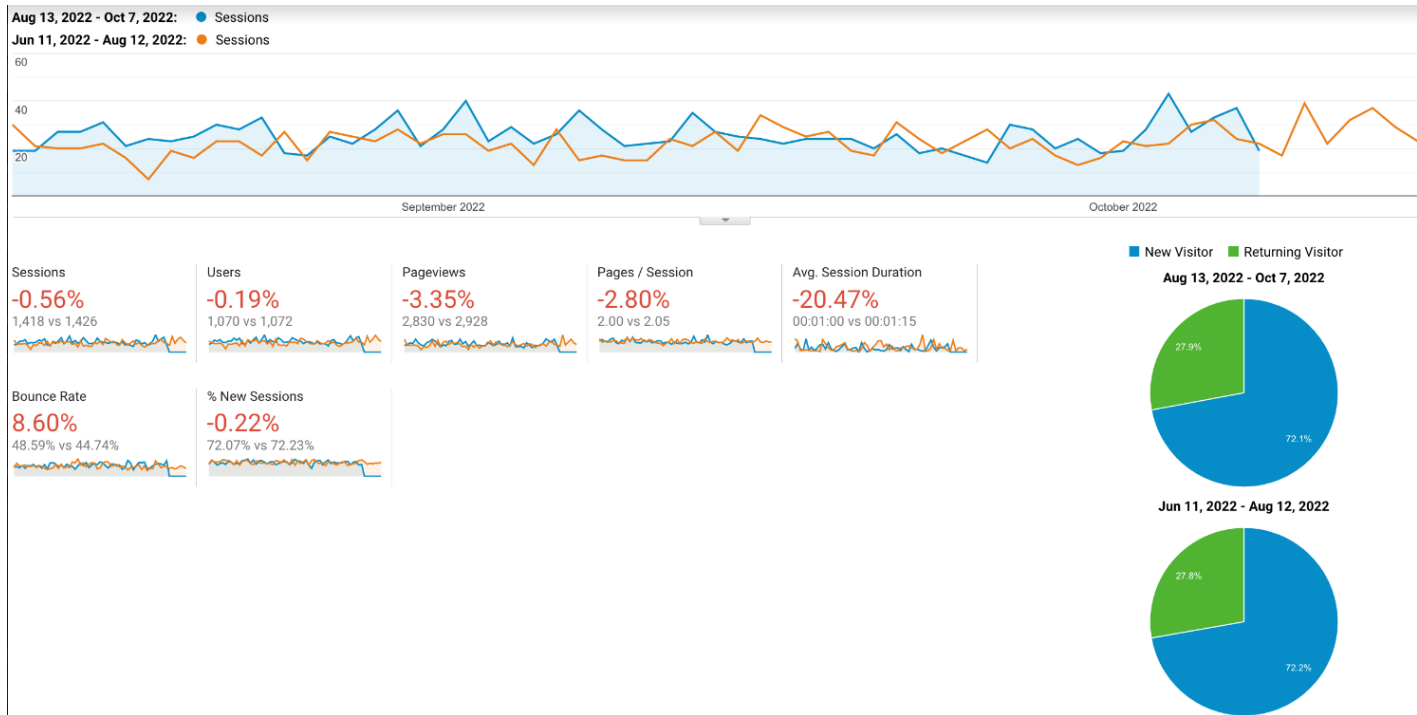 Aug 13, 2022 - Oct 7, 2022: Sessions
Jun 11, 2022 - Aug 12, 2022: Sessions
60
40
20
September 2022 October 2022
New Visitor Returning Visitor
Sessions Users Pageviews Pages / Session Avg. Session Duration
-0.56% -0.19% -3.35% -2.80% -20.47%
1,418 vs 1,426 1,070 vs 1,072 2,830 vs 2,928 2.00 vs 2.05 00:01:00 vs 00:01:15
Bounce Rate % New Sessions
8.60% -0.22%
48.59% vs 44.74% 72.07% vs 72.23%
Aug 13, 2022 - Oct 7, 2022
27.9%
72.1%
Jun 11, 2022 - Aug 12, 2022
27.8%
72.2%